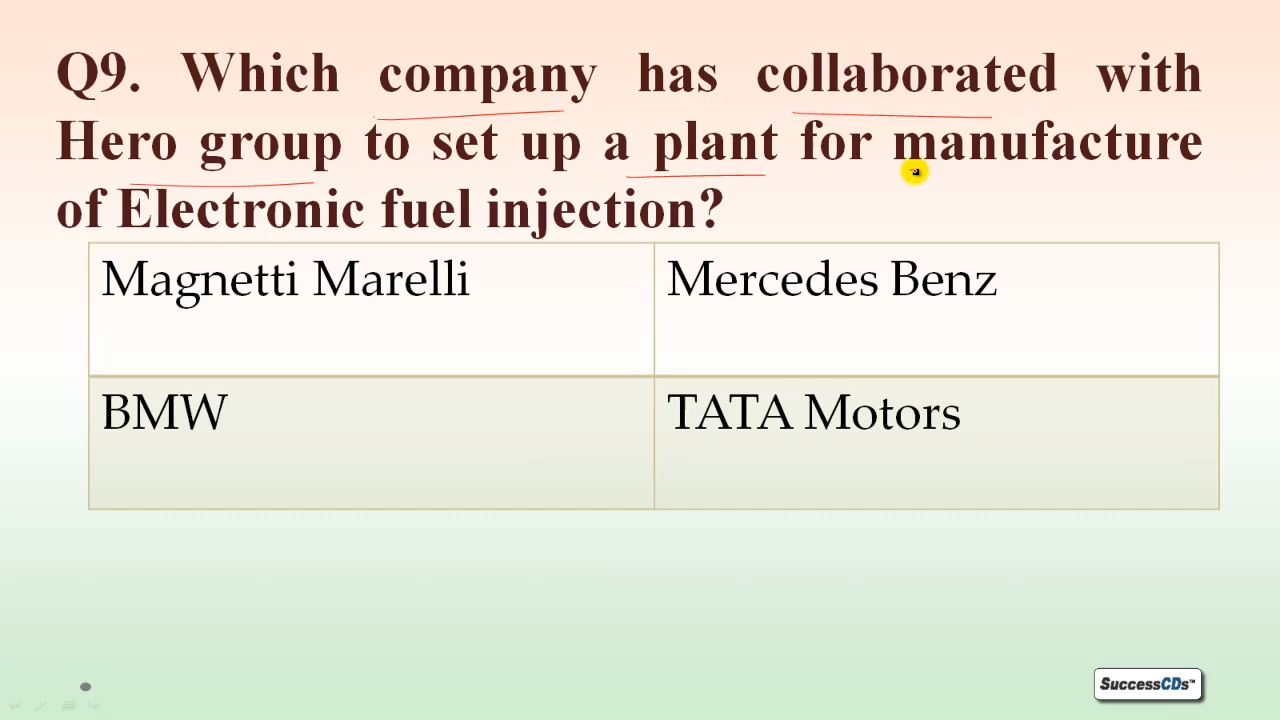 Q9. Which company has collaborated with
Hero group to set up a plant for manufacture
of Electronic fuel injection?
Magnetti Marelli
Mercedes Benz
BMW
TATA Motors
SuccessCDs™